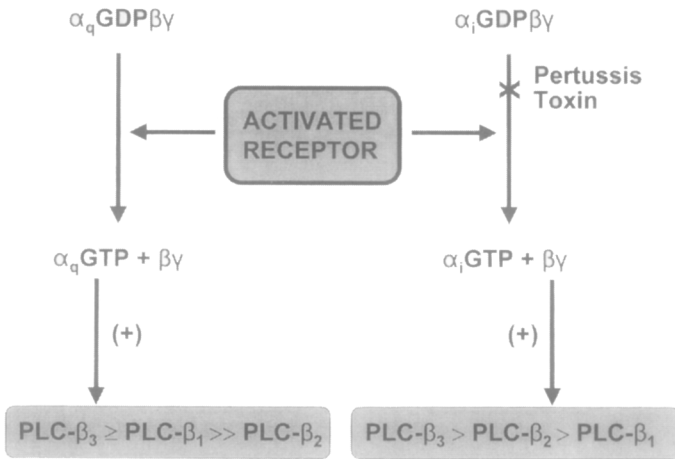 αqGDPβγ
αiGDPβγ
Pertussis
Toxin
ACTIVATED
RECEPTOR
αqGTP + βγ
αiGTP + βγ
(+)
(+)
PLC-β3 ≥ PLC-β1 >> PLC-β2
PLC-β3 > PLC-β2 > PLC-β1